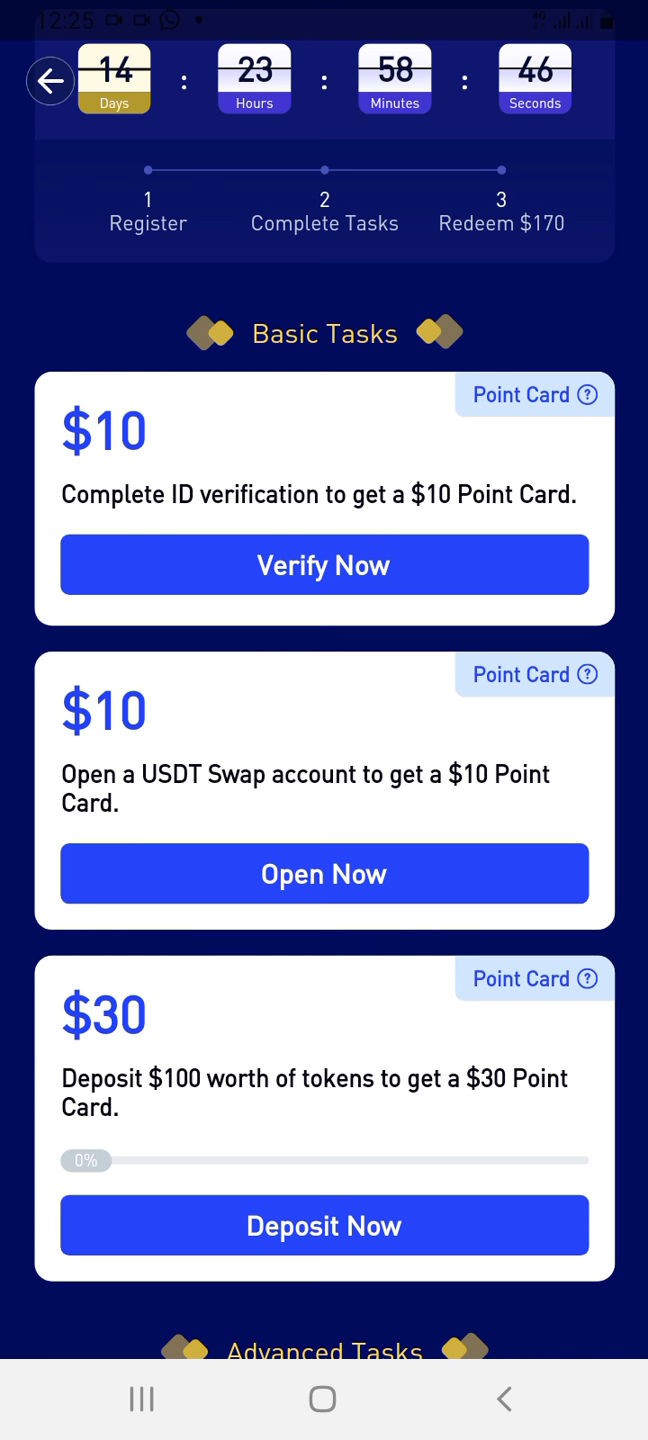 12:25
4G
14 : 23 : 58 : 46
Days Hours Minutes Seconds
1 2 3
Register Complete Tasks Redeem $170
Basic Tasks
Point Card ?
$10
Complete ID verification to get a $10 Point Card.
Verify Now
Point Card ?
$10
Open a USDT Swap account to get a $10 Point
Card.
Open Now
Point Card ?
$30
Deposit $100 worth of tokens to get a $30 Point
Card.
0%
Deposit Now
Advanced Tasks